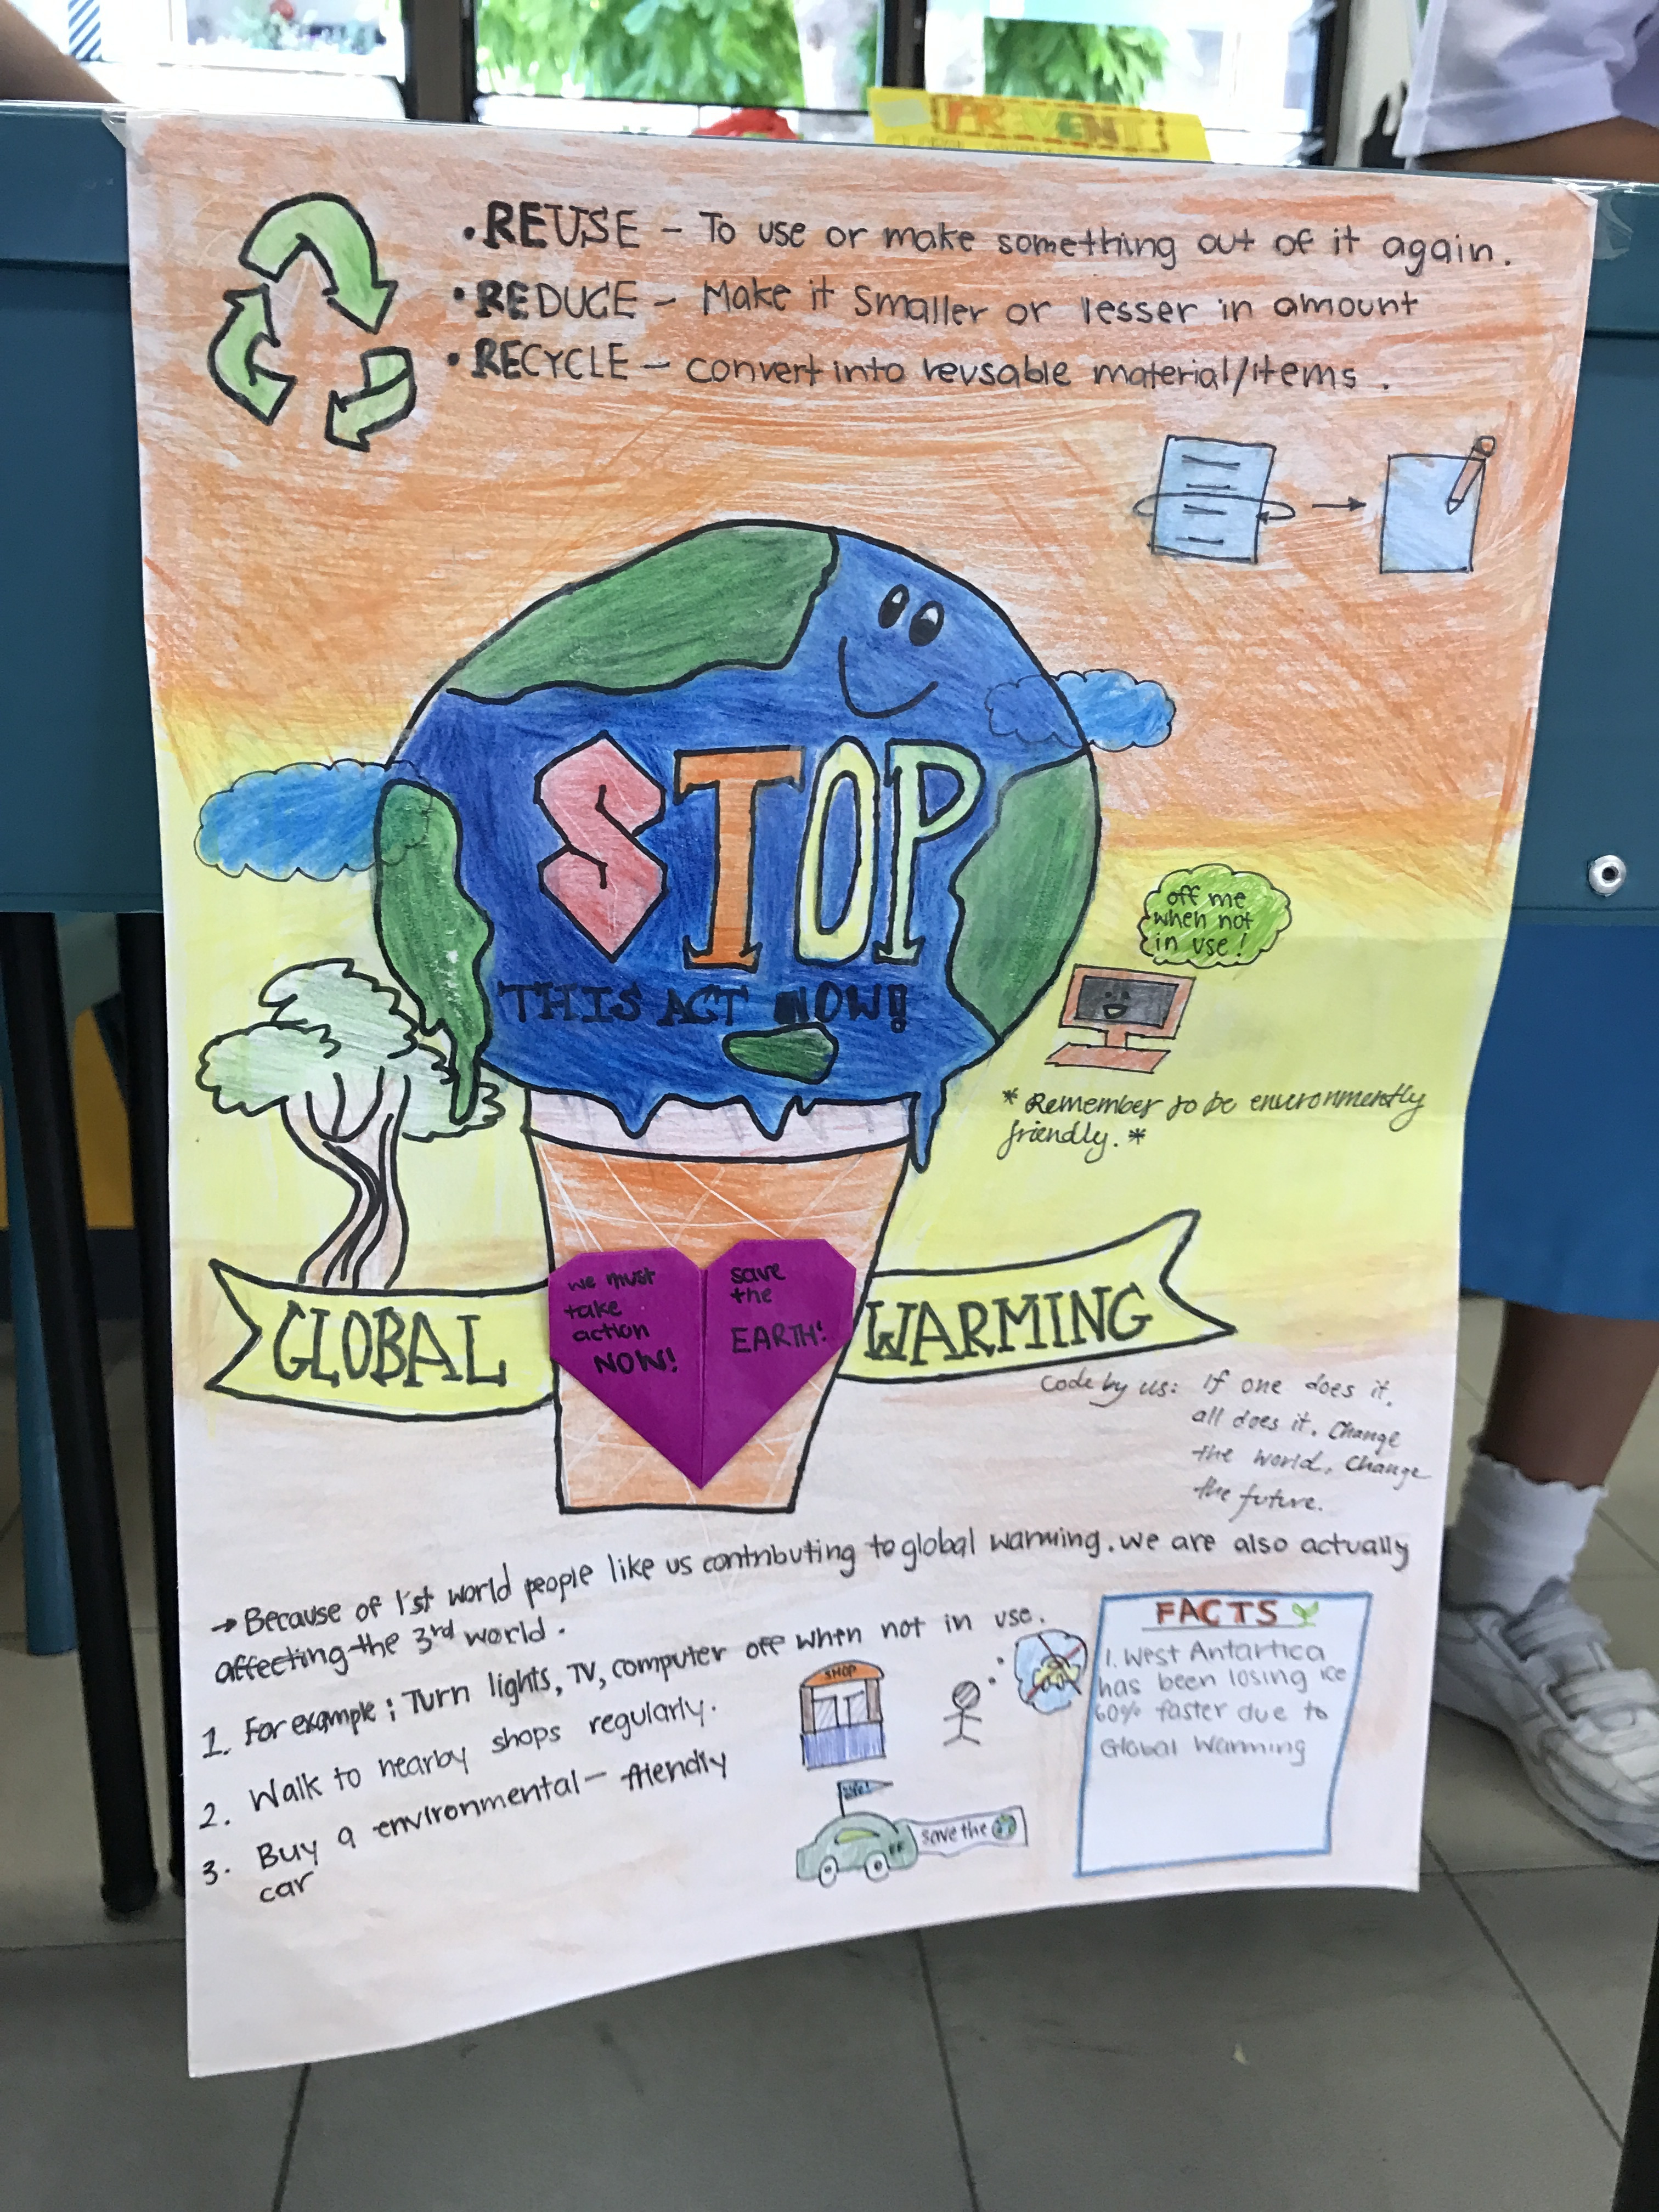 PREVENT
• REUSE – To use or make something out of it again.
• REDUCE – Make it smaller or lesser in amount
• RECYCLE – convert into reusable material/items.
STOP
THIS ACT NOW!!
off me
when not
in use!
* Remember to be environmently
friendly. *
GLOBAL
we must
take
action
NOW!
save
the
EARTH!
WARMING
Code by us: If one does it,
all does it. Change
the world. Change
the future.
→ Because of 1'st world people like us contributing to global warming. we are also actually
affecting the 3rd world.
1. For example; Turn lights, TV, computer off when not in use.
2. Walk to nearby shops regularly.
3. Buy a environmental-friendly
car
SHOP
save the
FACTS
1. West Antartica
has been losing ice
60% faster due to
Global Warming